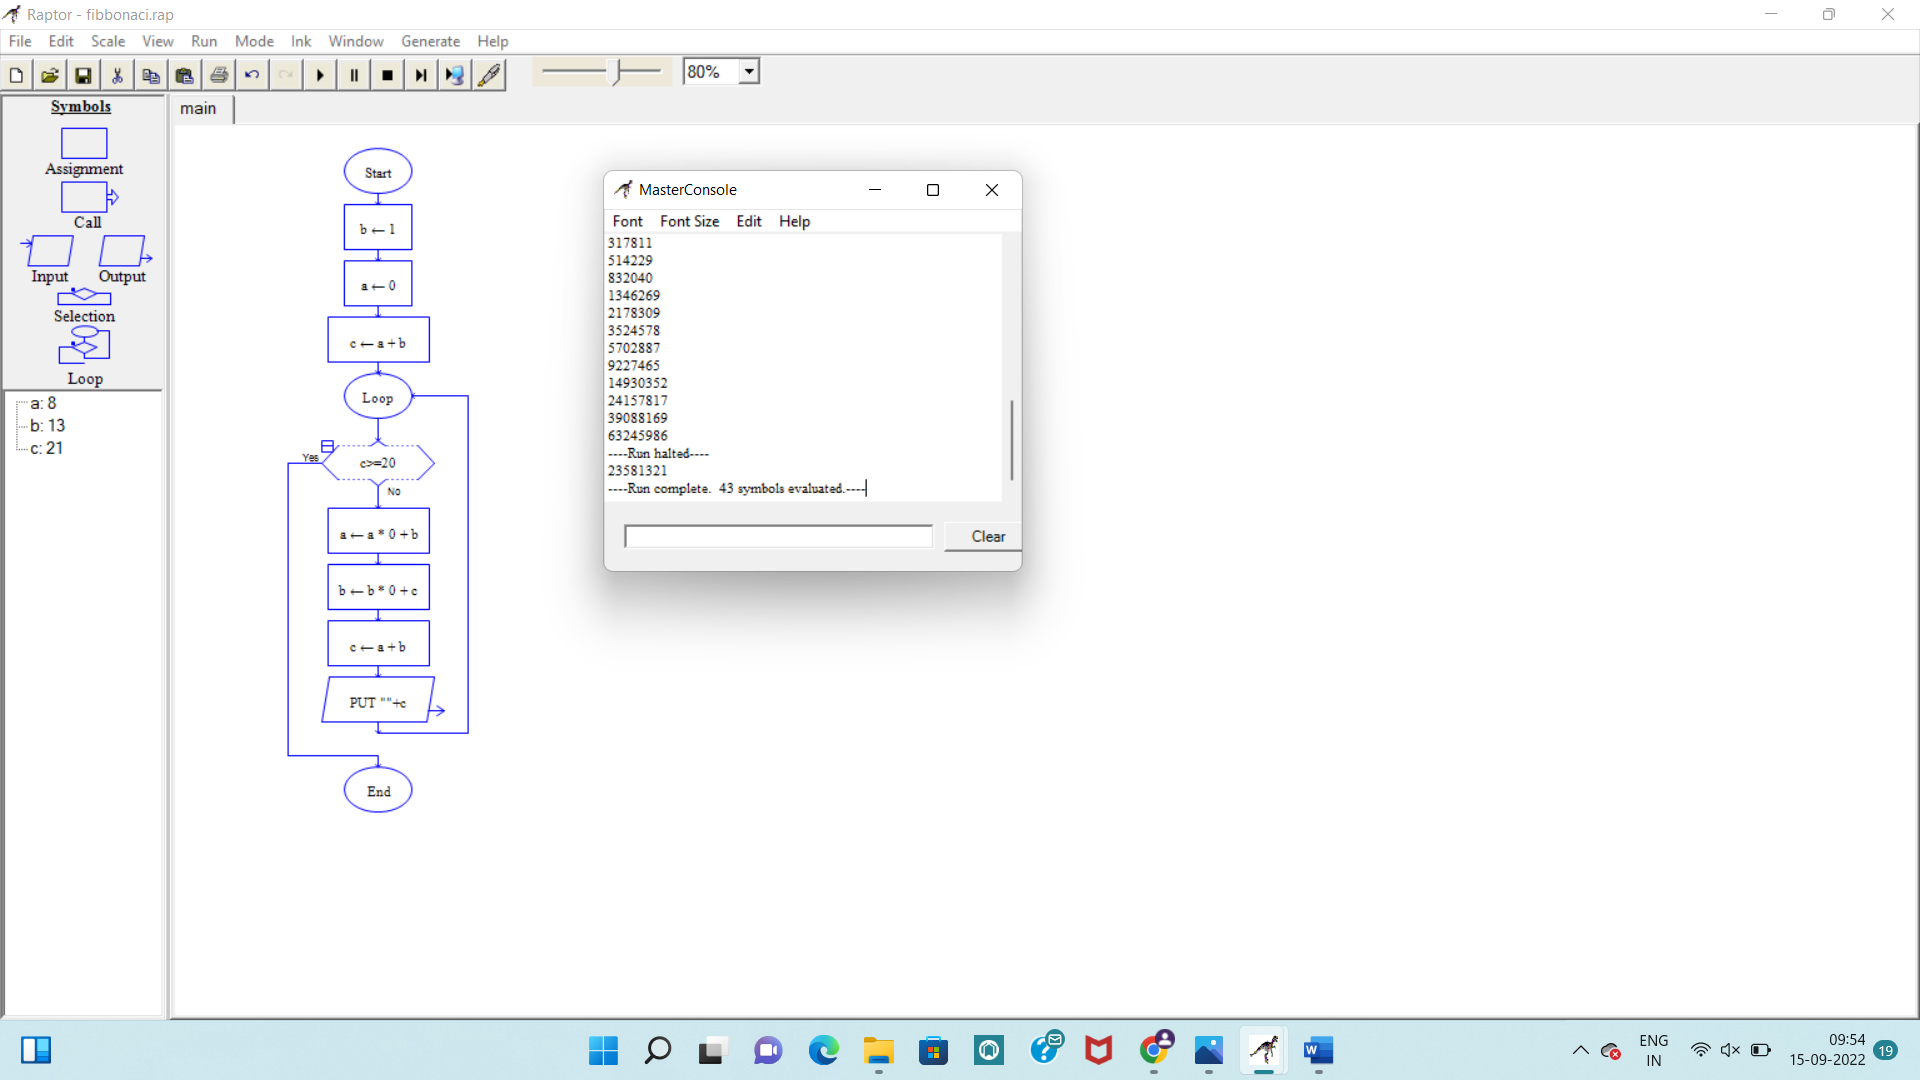 Raptor - fibbonaci.rap
File Edit Scale View Run Mode Ink Window Generate Help
80%
Symbols
Assignment
Call
Input Output
Selection
Loop
a: 8
b: 13
c: 21
main
Start
b ← 1
a ← 0
c ← a + b
Loop
Yes
c>=20
No
a ← a * 0 + b
b ← b * 0 + c
c ← a + b
PUT ""+c
End
MasterConsole
Font Font Size Edit Help
317811
514229
832040
1346269
2178309
3524578
5702887
9227465
14930352
24157817
39088169
63245986
----Run halted----
23581321
----Run complete. 43 symbols evaluated.----
Clear
ENG
IN
09:54
15-09-2022
19